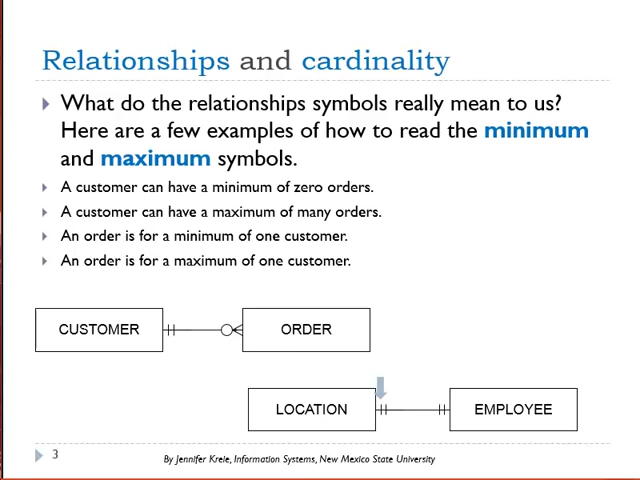 Relationships and cardinality
What do the relationships symbols really mean to us?
Here are a few examples of how to read the minimum
and maximum symbols.
A customer can have a minimum of zero orders.
A customer can have a maximum of many orders.
An order is for a minimum of one customer.
An order is for a maximum of one customer.
CUSTOMER ORDER
LOCATION EMPLOYEE
3 By Jennifer Kreie, Information Systems, New Mexico State University